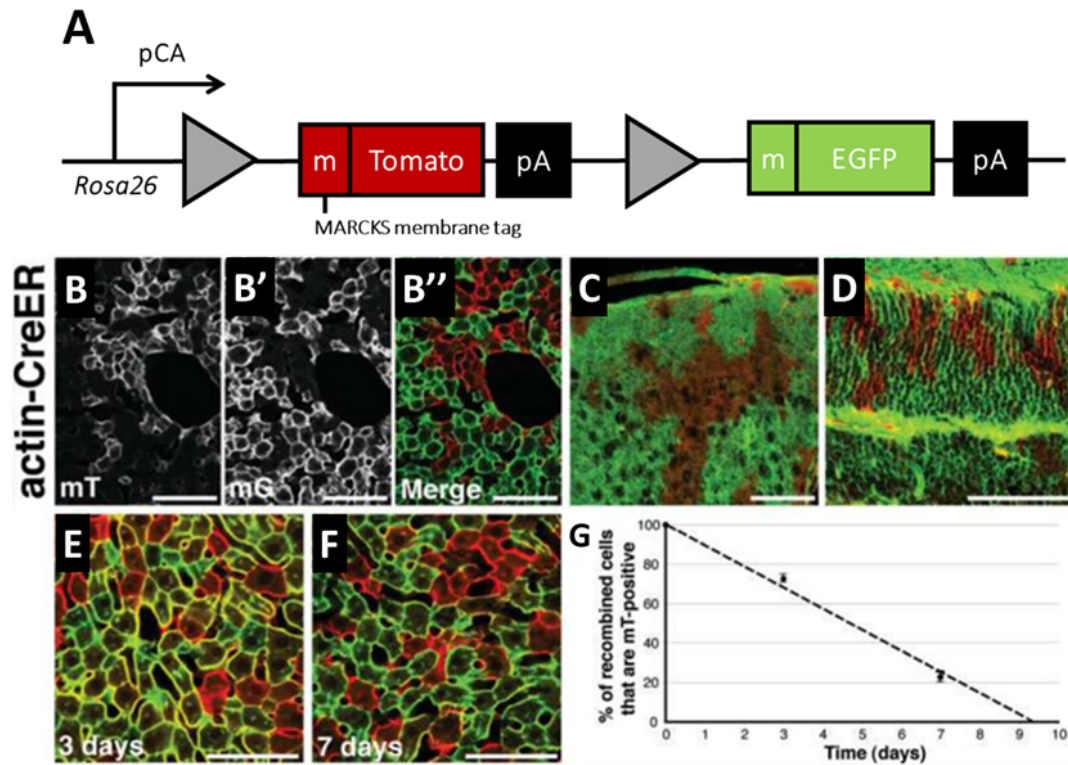 A
pCA
Rosa26
m
Tomato
pA
m
EGFP
pA
MARCKS membrane tag
actin-CreER
B
mT
B′
mG
B″
Merge
C
D
E
3 days
F
7 days
G
% of recombined cells
that are mT-positive
100
80
60
40
20
0
0 1 2 3 4 5 6 7 8 9 10
Time (days)